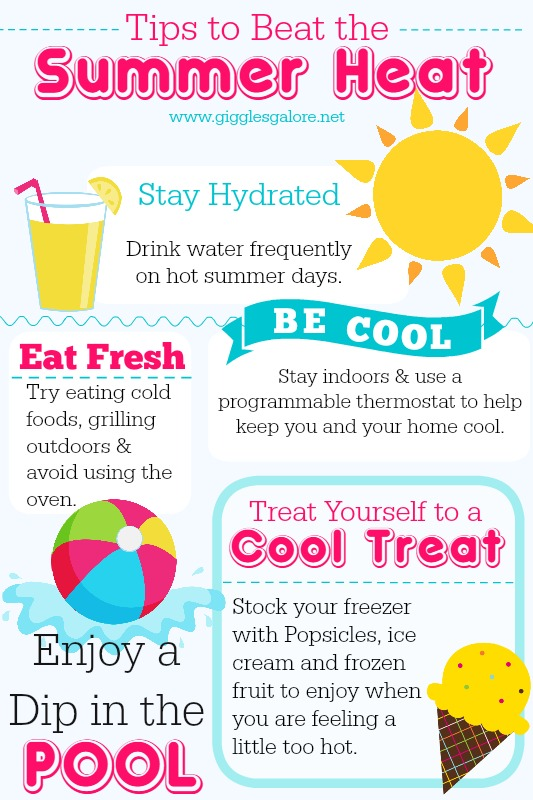 Tips to Beat the
Summer Heat
www.gigglesgalore.net
Stay Hydrated
Drink water frequently
on hot summer days.
BE COOL
Stay indoors & use a
programmable thermostat to help
keep you and your home cool.
Eat Fresh
Try eating cold
foods, grilling
outdoors &
avoid using the
oven.
Enjoy a
Dip in the
POOL
Treat Yourself to a
Cool Treat
Stock your freezer
with Popsicles, ice
cream and frozen
fruit to enjoy when
you are feeling a
little too hot.